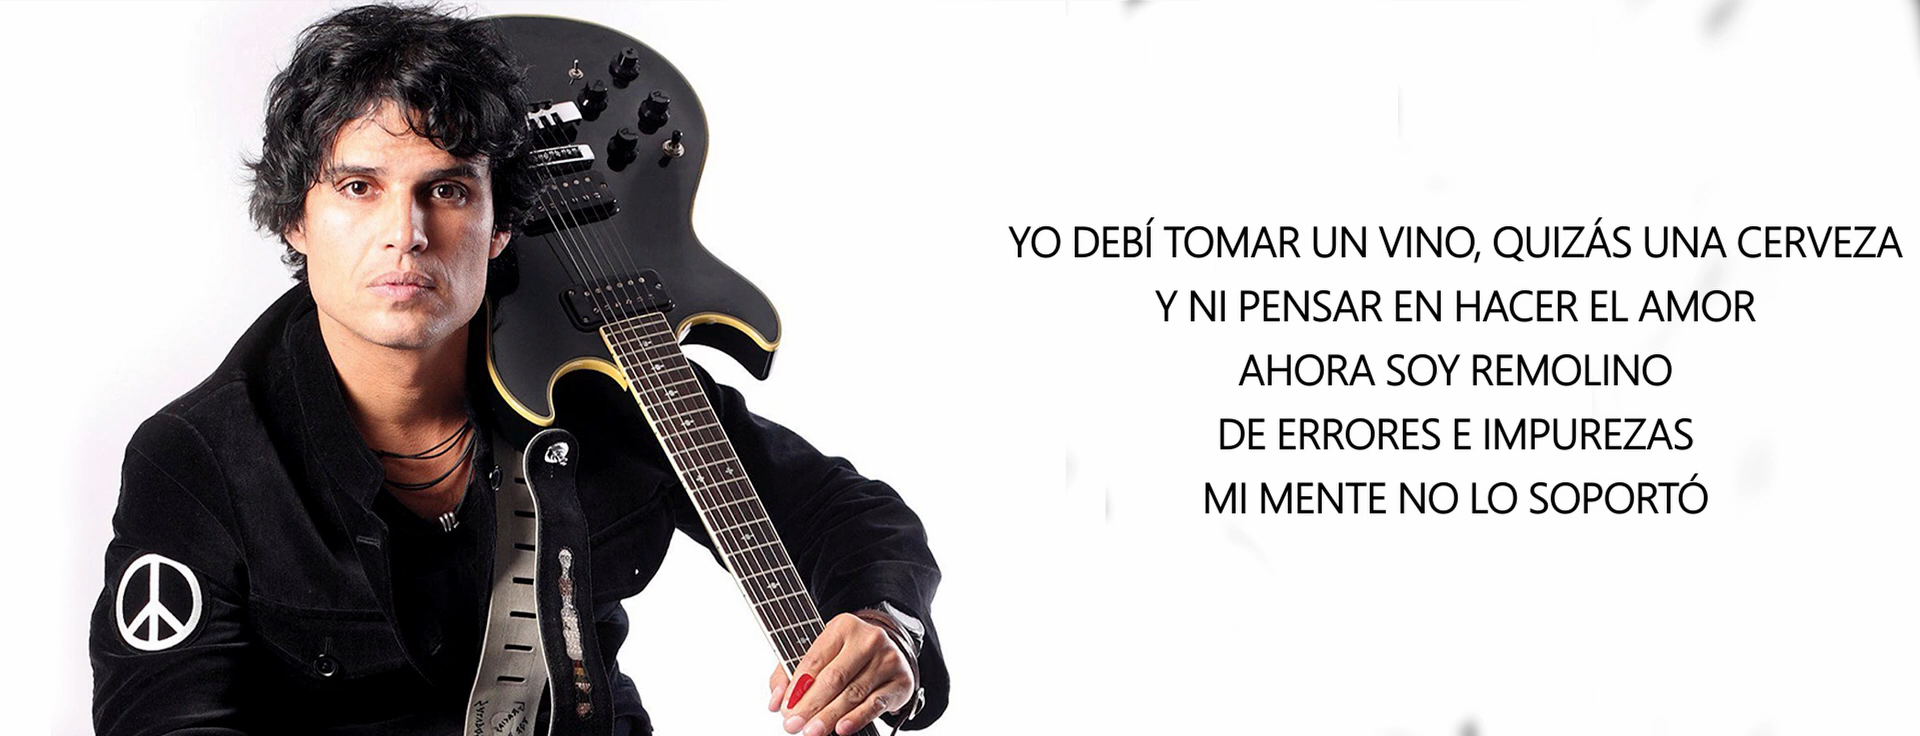 YO DEBÍ TOMAR UN VINO, QUIZÁS UNA CERVEZA
Y NI PENSAR EN HACER EL AMOR
AHORA SOY REMOLINO
DE ERRORES E IMPUREZAS
MI MENTE NO LO SOPORTÓ